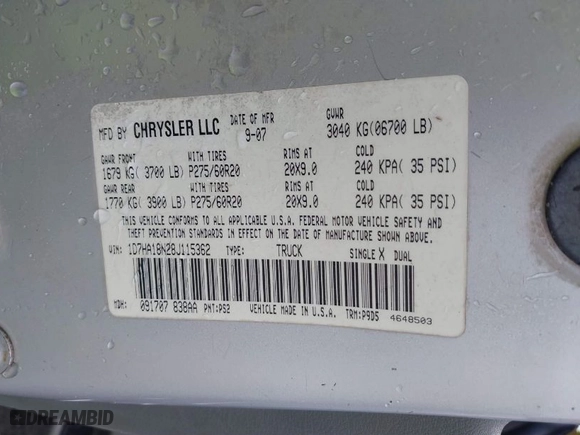 MFD BY CHRYSLER LLC DATE OF MFR 9-07 GVWR 3040 KG(06700 LB)
GAWR FRONT WITH TIRES RIMS AT COLD
1679 KG( 3700 LB) P275/60R20 20X9.0 240 KPA( 35 PSI)
GAWR REAR WITH TIRES RIMS AT COLD
1770 KG( 3900 LB) P275/60R20 20X9.0 240 KPA( 35 PSI)
THIS VEHICLE CONFORMS TO ALL APPLICABLE U.S.A. FEDERAL MOTOR VEHICLE SAFETY AND
THEFT PREVENTION STANDARDS IN EFFECT ON THE DATE OF MANUFACTURE SHOWN ABOVE.
VIN: 1D7HA18N28J115362 TYPE: TRUCK SINGLE X DUAL
MDH: 091707 838AA PNT:PS2 VEHICLE MADE IN U.S.A. TRM:P9D5 4648503
DREAMBID